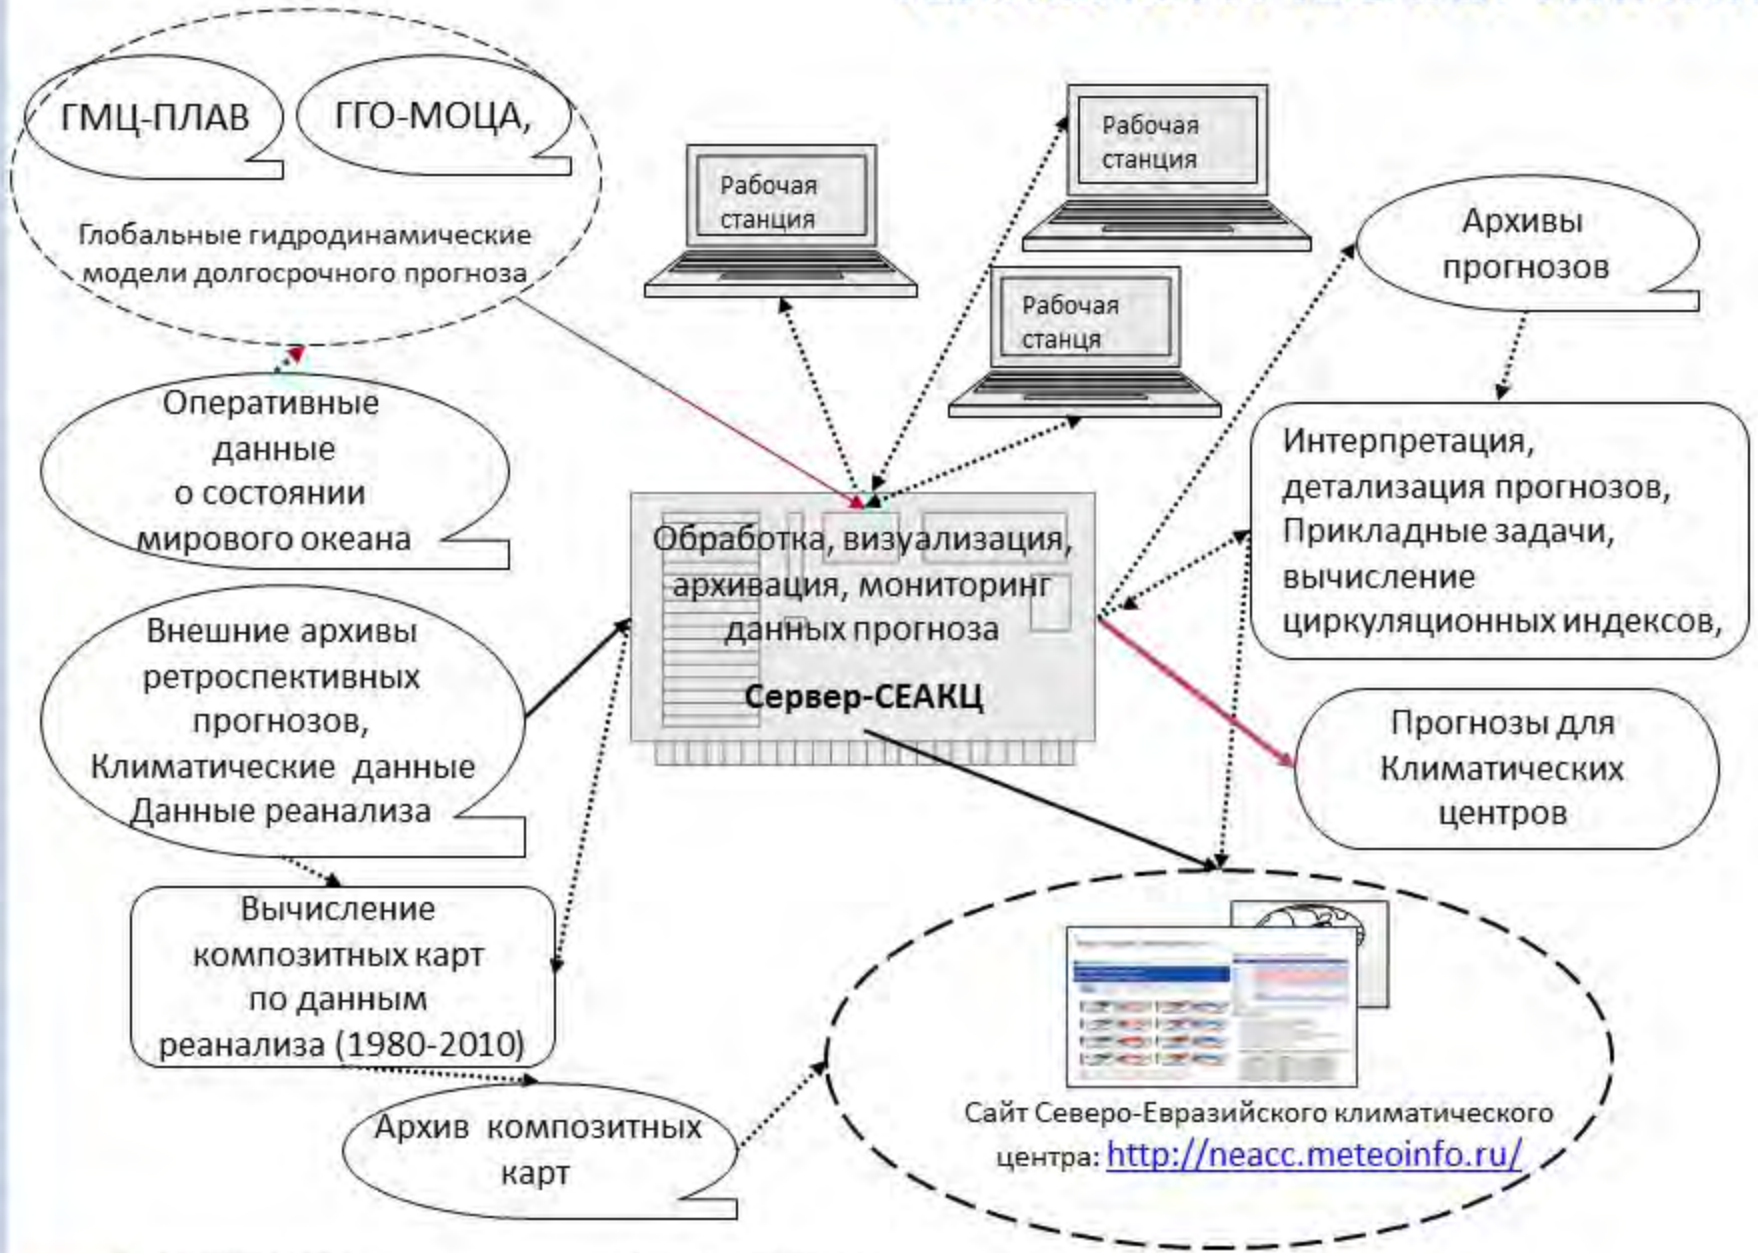 ГМЦ-ПЛАВ
ГГО-МОЦА,
Глобальные гидродинамические
модели долгосрочного прогноза
Рабочая
станция
Рабочая
станция
Рабочая
станця
Архивы
прогнозов
Оперативные
данные
о состоянии
мирового океана
Интерпретация,
детализация прогнозов,
Прикладные задачи,
вычисление
циркуляционных индексов,
Обработка, визуализация,
архивация, мониторинг
данных прогноза
Сервер-СЕАКЦ
Внешние архивы
ретроспективных
прогнозов,
Климатические данные
Данные реанализа
Прогнозы для
Климатических
центров
Вычисление
композитных карт
по данным
реанализа (1980-2010)
Архив композитных
карт
Сайт Северо-Евразийского климатического
центра: http://neacc.meteoinfo.ru/